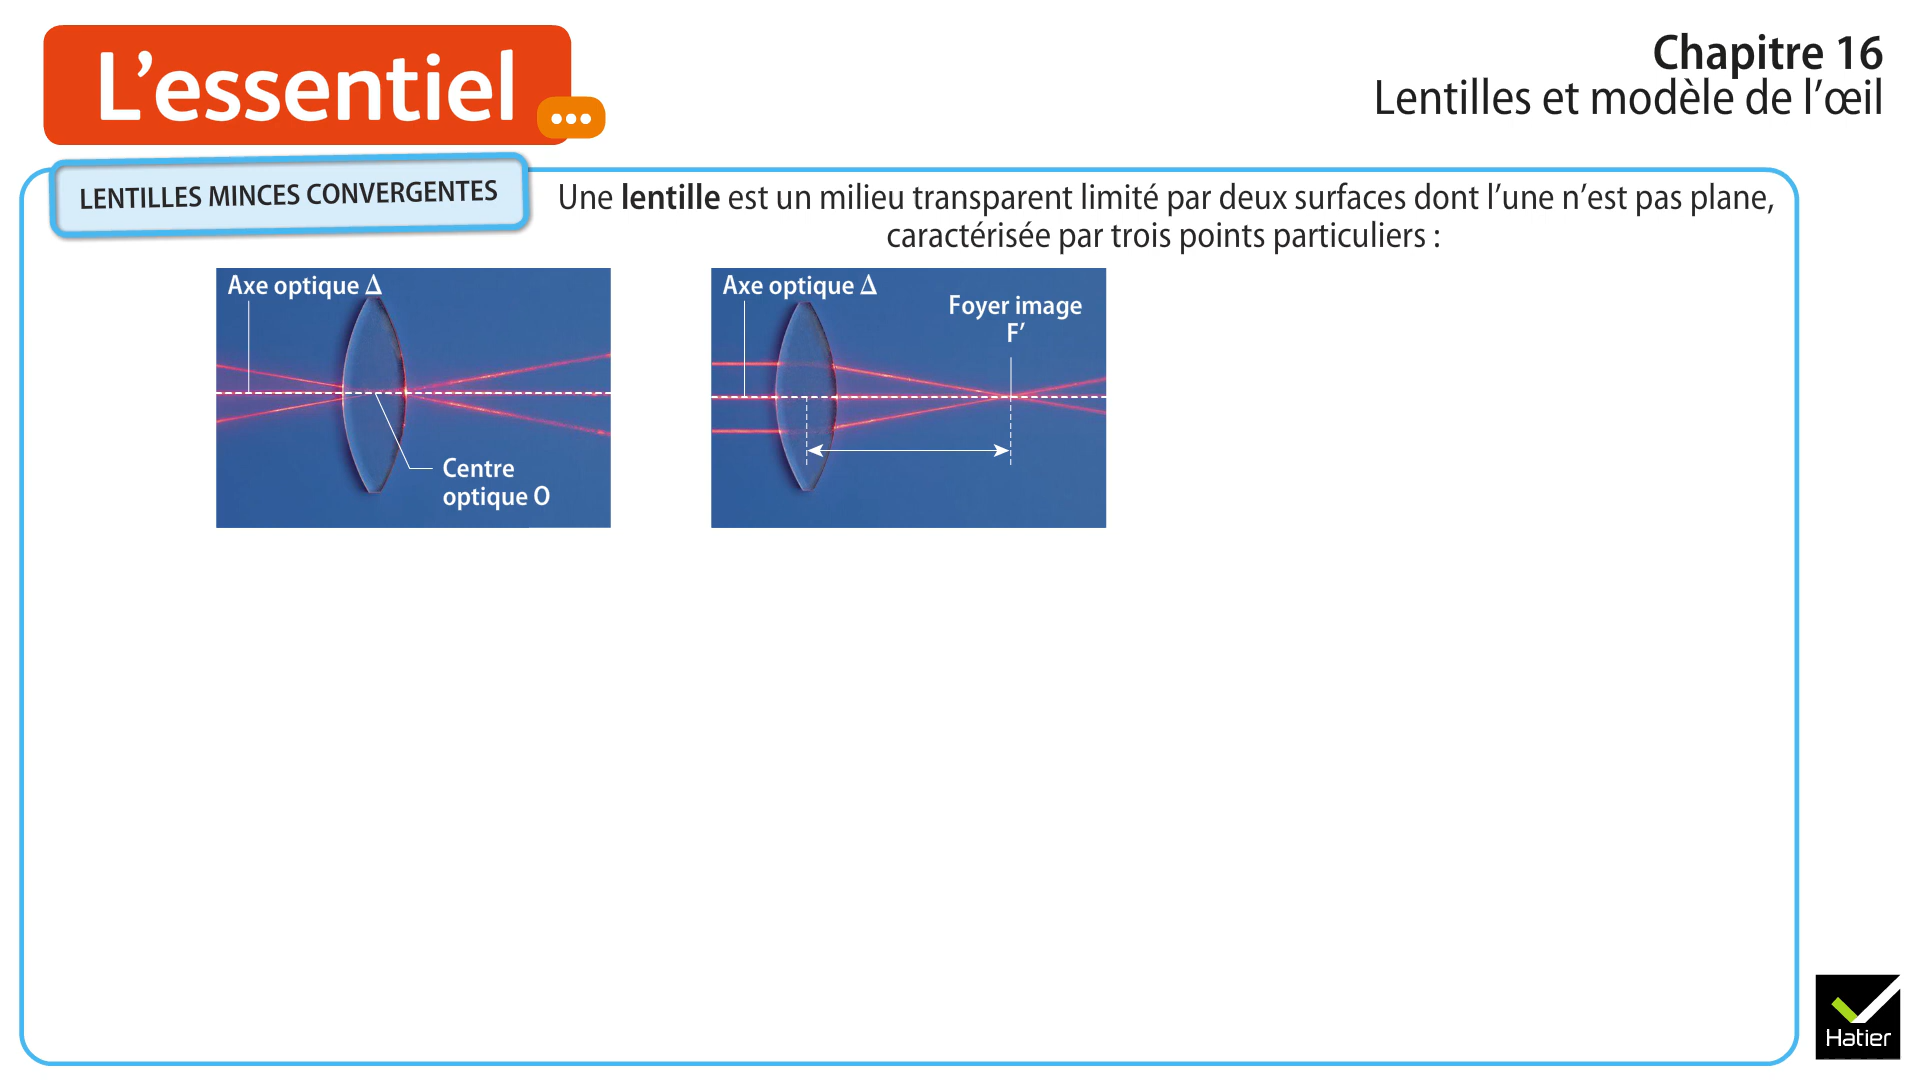 L’essentiel
Chapitre 16
Lentilles et modèle de l’œil
LENTILLES MINCES CONVERGENTES
Une lentille est un milieu transparent limité par deux surfaces dont l’une n’est pas plane,
caractérisée par trois points particuliers :
Axe optique Δ
Centre
optique O
Axe optique Δ
Foyer image
F’
Hatier